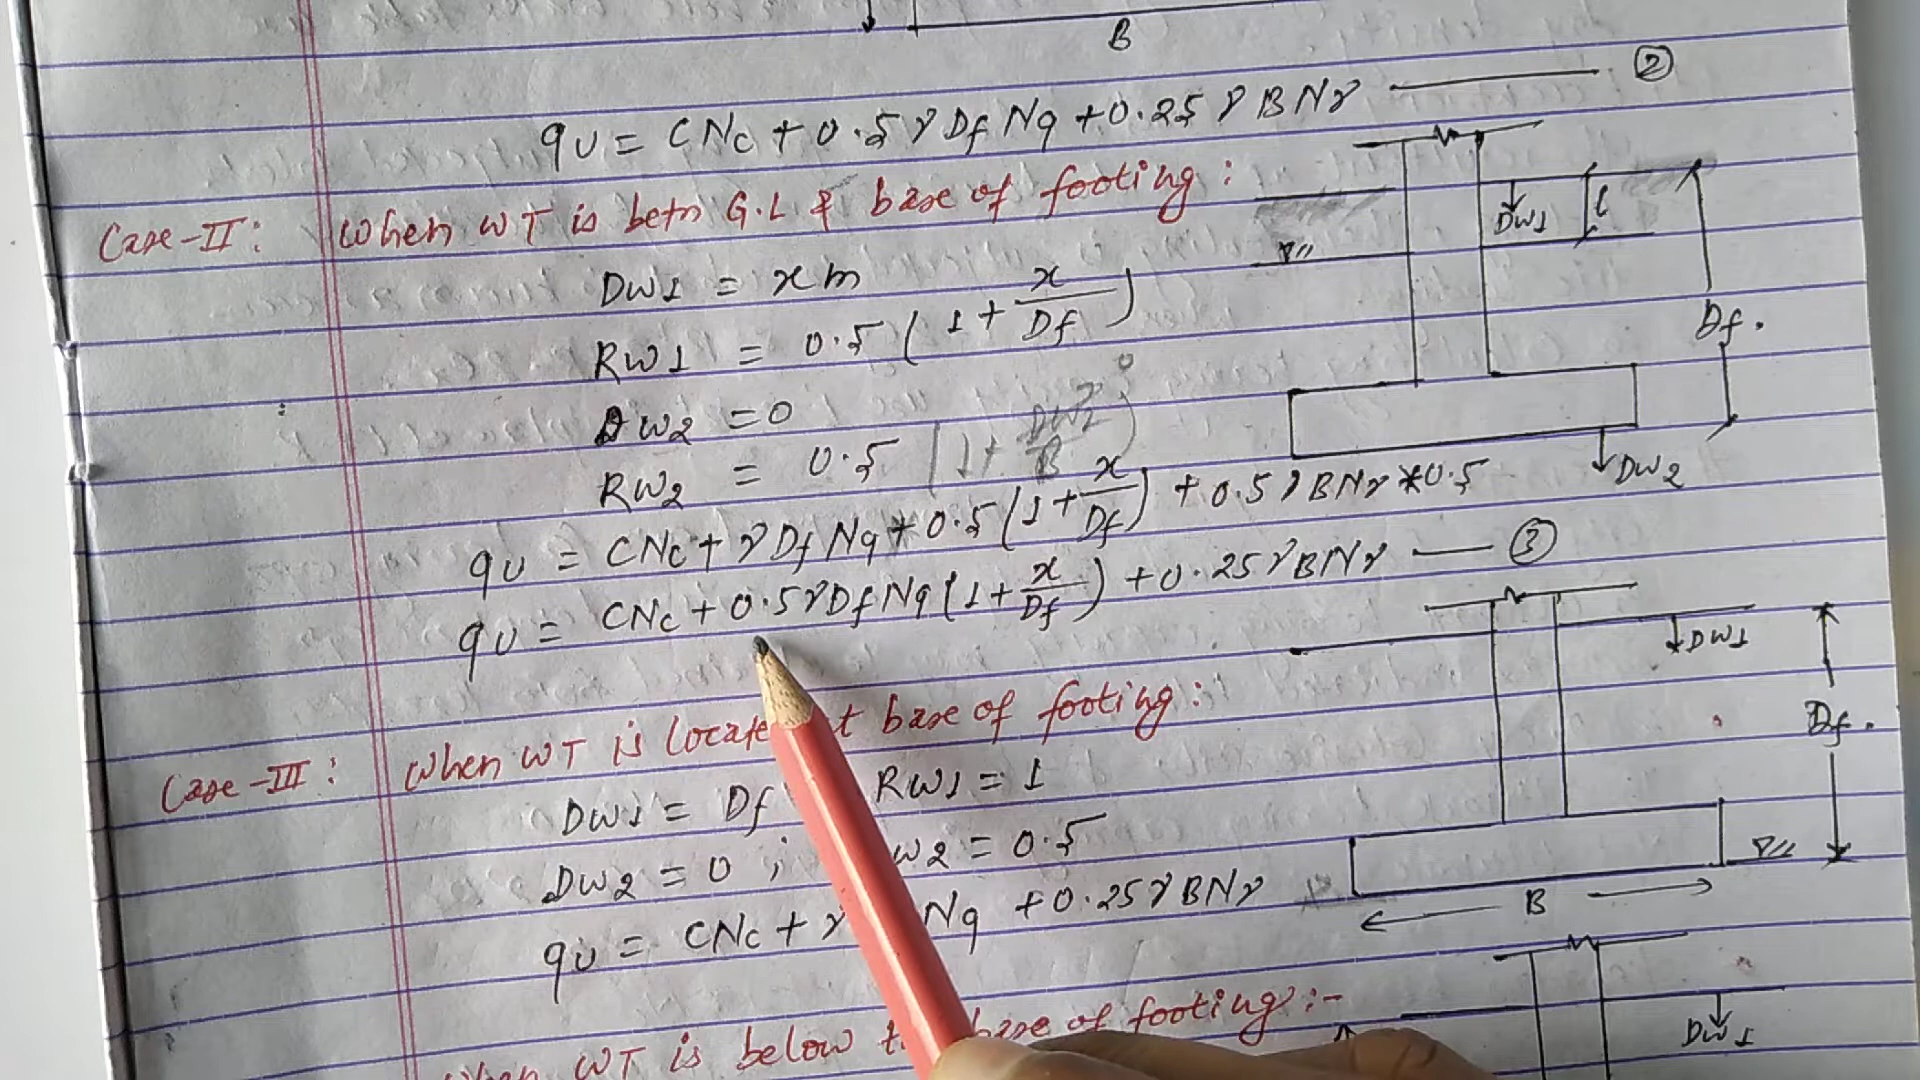 B
qu = CNc + 0.5 γ Df Nq + 0.25 γ B Nγ ——— ②
Case-II: When WT is betn G.L & base of footing:
DW1
Dw1 = x m
RW1 = 0.5 (1 + x/Df)
Df.
Dw2 = 0
RW2 = 0.5 (1 + DW2/B) 0
DW2
qu = CNc + γ Df Nq * 0.5 (1 + x/Df) + 0.5 γ B Nγ * 0.5
qu = CNc + 0.5 γ Df Nq (1 + x/Df) + 0.25 γ B Nγ —— ③
DW1
Df.
Case-III: When WT is locate t base of footing:
DW1 = Df RW1 = 1
DW2 = 0 ; w2 = 0.5
B
qu = CNc + γ Nq + 0.25 γ B Nγ
When WT is below t base of footing:-
DW1